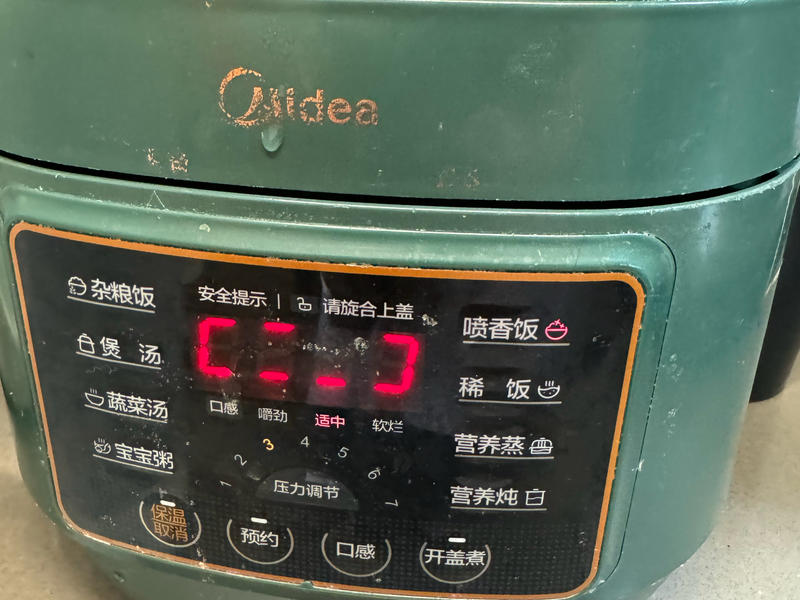 Midea
安全提示 | 请旋合上盖
杂粮饭
煲汤
蔬菜汤
宝宝粥
喷香饭
稀饭
营养蒸
营养炖
口感 嚼劲 适中 软烂
1 2 3 4 5 6 7
压力调节
保温
取消
预约
口感
开盖煮